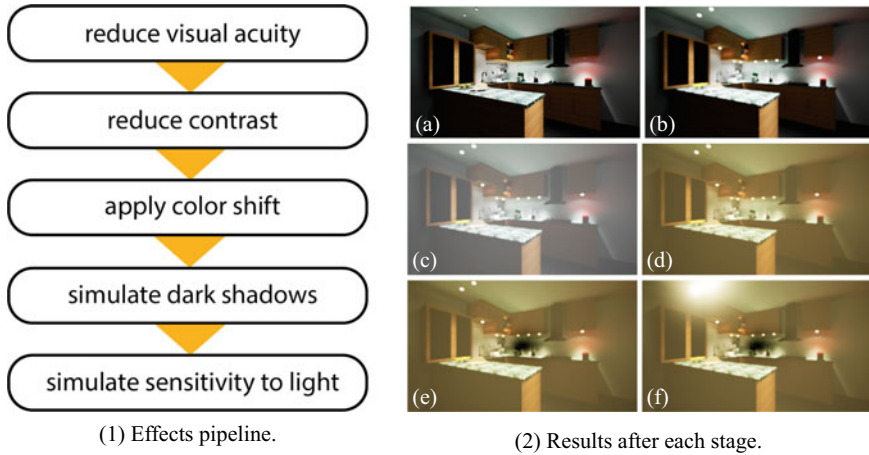 reduce visual acuity
reduce contrast
apply color shift
simulate dark shadows
simulate sensitivity to light
(1) Effects pipeline.
(a)
(b)
(c)
(d)
(e)
(f)
(2) Results after each stage.